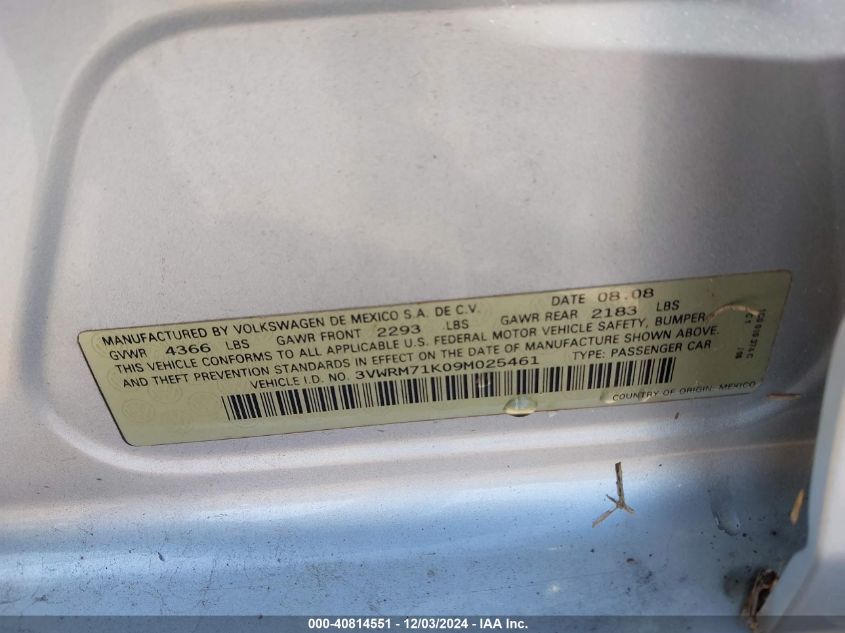 MANUFACTURED BY VOLKSWAGEN DE MEXICO S.A. DE C.V. DATE 08.08
GVWR 4366 LBS GAWR FRONT 2293 LBS GAWR REAR 2183 LBS
THIS VEHICLE CONFORMS TO ALL APPLICABLE U.S. FEDERAL MOTOR VEHICLE SAFETY, BUMPER
AND THEFT PREVENTION STANDARDS IN EFFECT ON THE DATE OF MANUFACTURE SHOWN ABOVE.
VEHICLE I.D. NO. 3VWRM71K09M025461 TYPE: PASSENGER CAR
COUNTRY OF ORIGIN: MEXICO
000-40814551 - 12/03/2024 - IAA Inc.